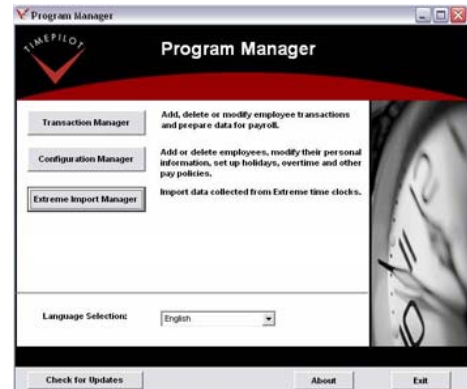 Program Manager
TIMEPILOT
Program Manager
Transaction Manager
Add, delete or modify employee transactions
and prepare data for payroll.
Configuration Manager
Add or delete employees, modify their personal
information, set up holidays, overtime and other
pay policies.
Extreme Import Manager
Import data collected from Extreme time clocks.
Language Selection:
English
Check for Updates
About
Exit